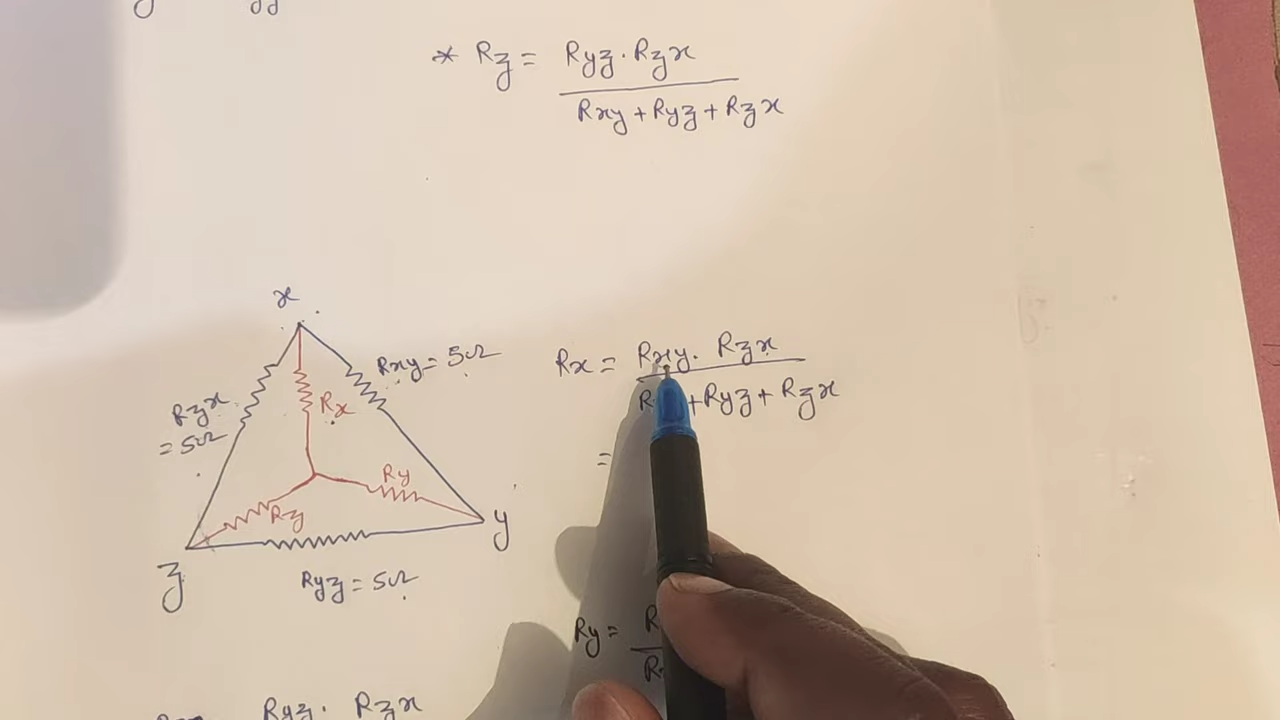 * Rz = Ryz . Rzx
Rxy + Ryz + Rzx
x
Rxy = 5Ω
Rzx
= 5Ω
Rx
Ry
Rz
y
z
Ryz = 5Ω
Rx = Rxy . Rzx
+ Ryz + Rzx
=
Ry =
Ryz . Rzx